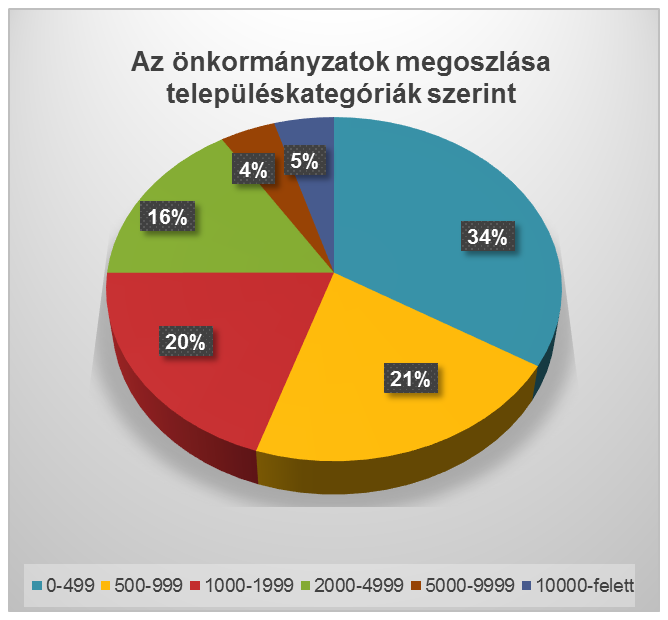 Az önkormányzatok megoszlása
településkategóriák szerint
5%
4%
16%
34%
20%
21%
0-499 500-999 1000-1999 2000-4999 5000-9999 10000-felett